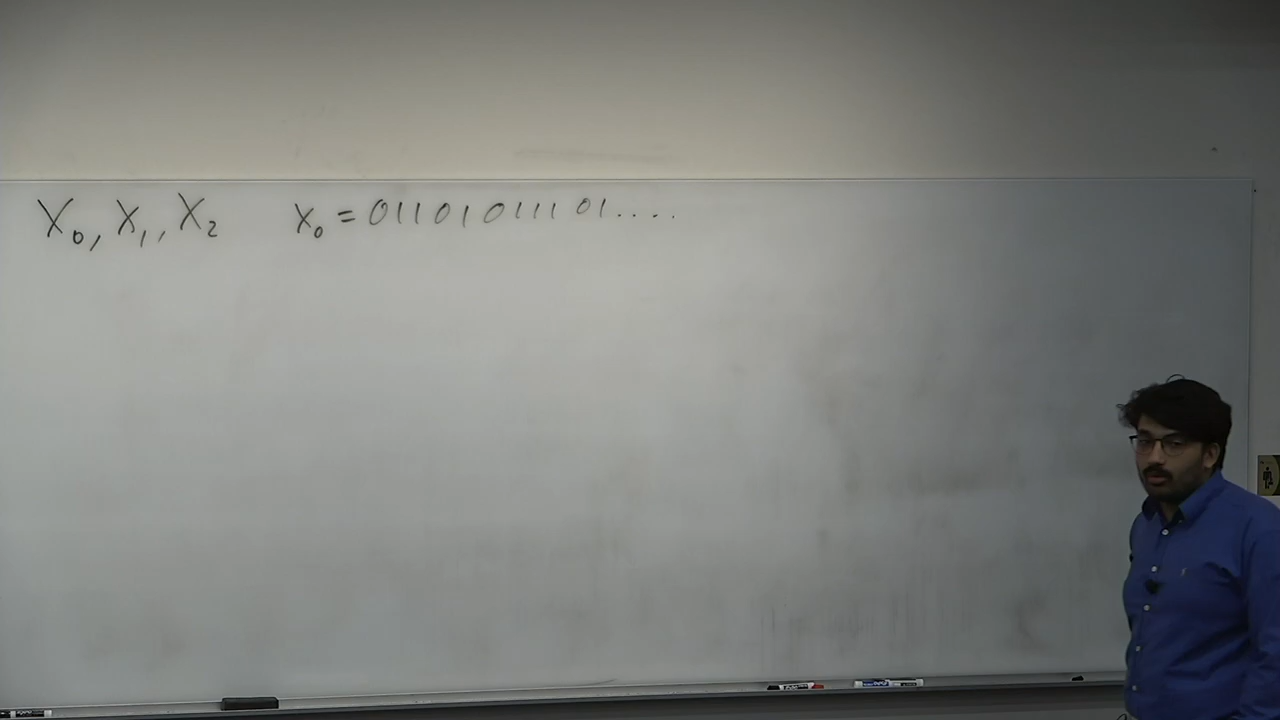 X₀, X₁, X₂ X₀ = 0110101110 1....